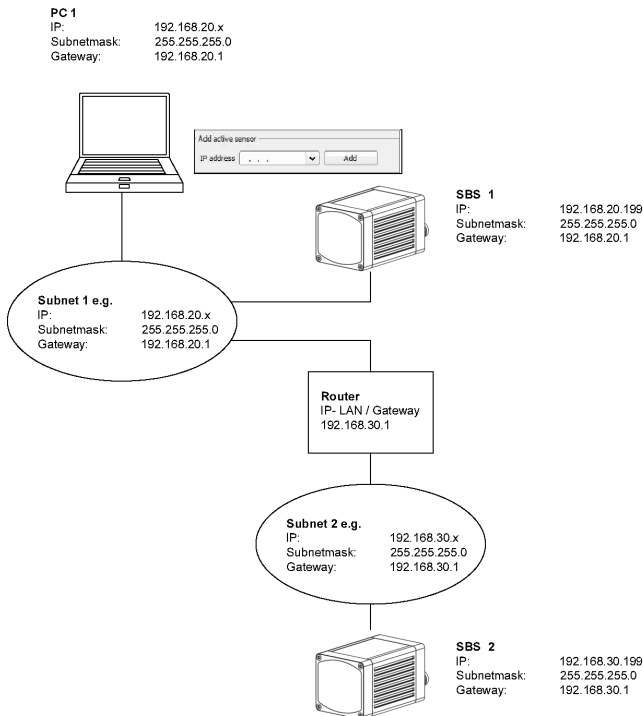 PC 1
IP: 192.168.20.x
Subnetmask: 255.255.255.0
Gateway: 192.168.20.1
Add active sensor
IP address . . . Add
SBS 1
IP: 192.168.20.199
Subnetmask: 255.255.255.0
Gateway: 192.168.20.1
Subnet 1 e.g.
IP: 192.168.20.x
Subnetmask: 255.255.255.0
Gateway: 192.168.20.1
Router
IP- LAN / Gateway
192.168.30.1
Subnet 2 e.g.
IP: 192.168.30.x
Subnetmask: 255.255.255.0
Gateway: 192.168.30.1
SBS 2
IP: 192.168.30.199
Subnetmask: 255.255.255.0
Gateway: 192.168.30.1